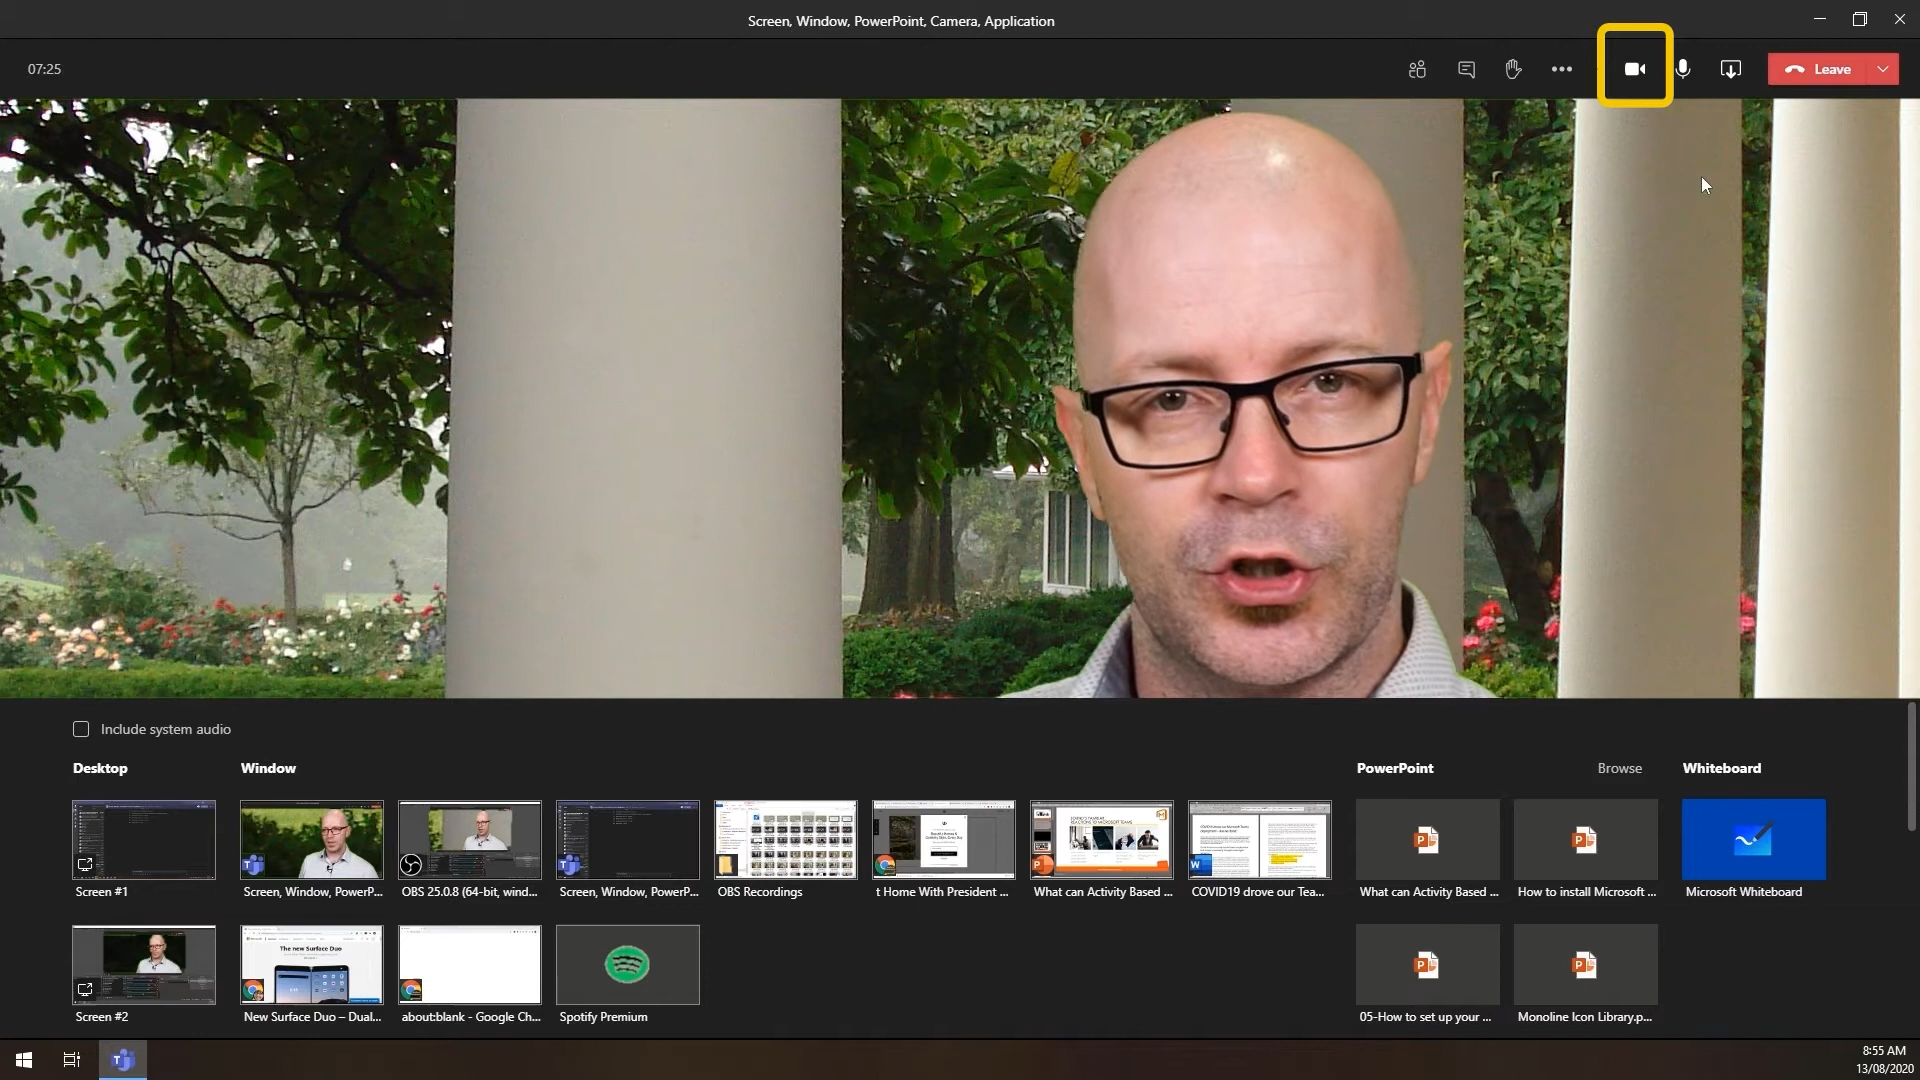 Screen, Window, PowerPoint, Camera, Application
07:25
Leave
Include system audio
Desktop
Window
PowerPoint
Browse
Whiteboard
Screen #1
Screen, Window, PowerP...
OBS 25.0.8 (64-bit, wind...
Screen, Window, PowerP...
OBS Recordings
t Home With President ...
What can Activity Based ...
COVID19 drove our Tea...
What can Activity Based ...
How to install Microsoft ...
Microsoft Whiteboard
The new Surface Duo
Screen #2
New Surface Duo – Dual...
about:blank - Google Ch...
Spotify Premium
05-How to set up your ...
Monoline Icon Library.p...
8:55 AM
13/08/2020